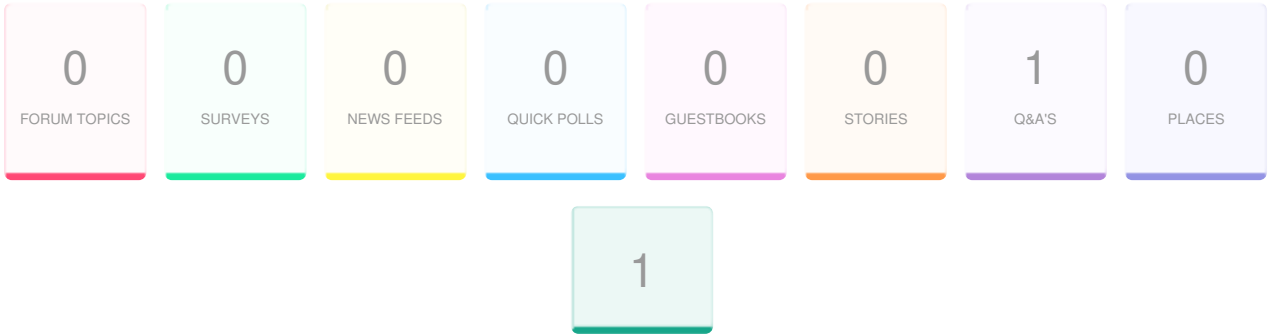 0 0 0 0 0 0 1 0
FORUM TOPICS SURVEYS NEWS FEEDS QUICK POLLS GUESTBOOKS STORIES Q&A'S PLACES
1